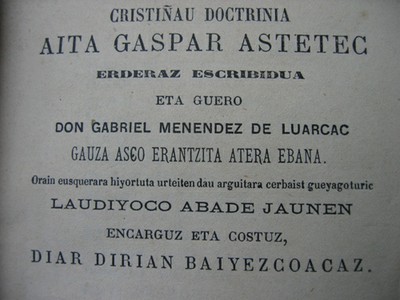 CRISTIÑAU DOCTRINIA
AITA GASPAR ASTETEC
ERDERAZ ESCRIBIDUA
ETA GUERO
DON GABRIEL MENENDEZ DE LUARCAC
GAUZA ASCO ERANTZITA ATERA EBANA.
Orain eusquerara biyortuta urteiten dau arguitara cerbaist gueyagoturic
LAUDIYOCO ABADE JAUNEN
ENCARGUZ ETA COSTUZ,
DIAR DIRIAN BAIYEZCOACAZ.